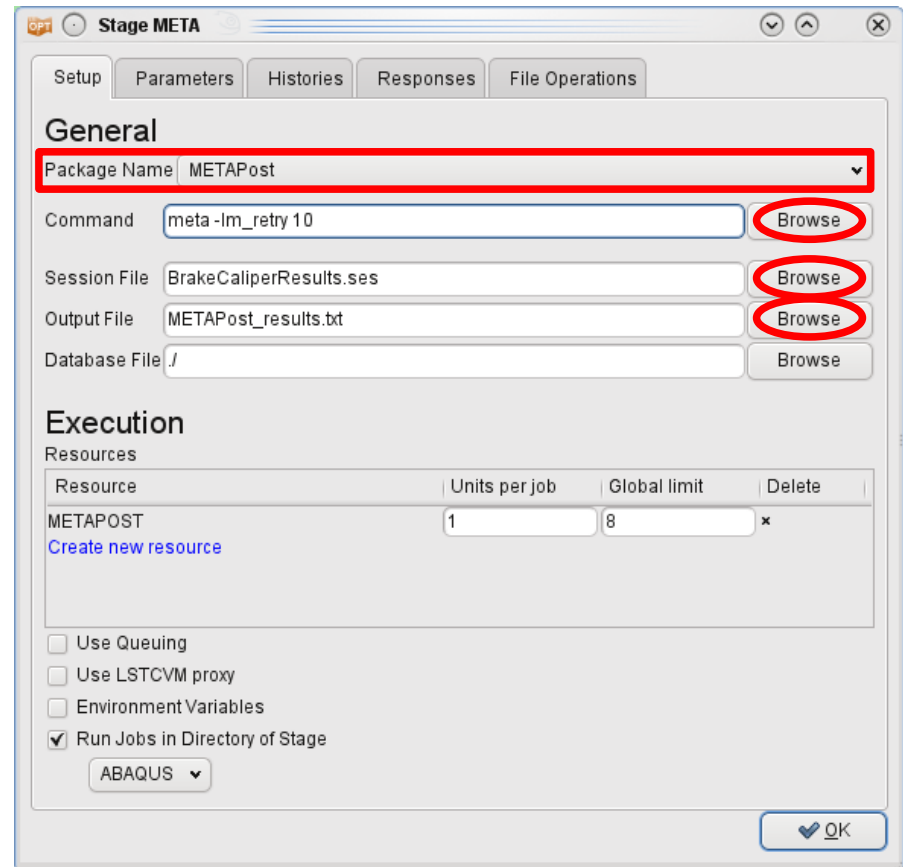 OPT Stage META
Setup Parameters Histories Responses File Operations
General
Package Name METAPost
Command meta -lm_retry 10 Browse
Session File BrakeCaliperResults.ses Browse
Output File METAPost_results.txt Browse
Database File ./ Browse
Execution
Resources
Resource Units per job Global limit Delete
METAPOST 1 8 ×
Create new resource
Use Queuing
Use LSTCVM proxy
Environment Variables
Run Jobs in Directory of Stage
ABAQUS
OK